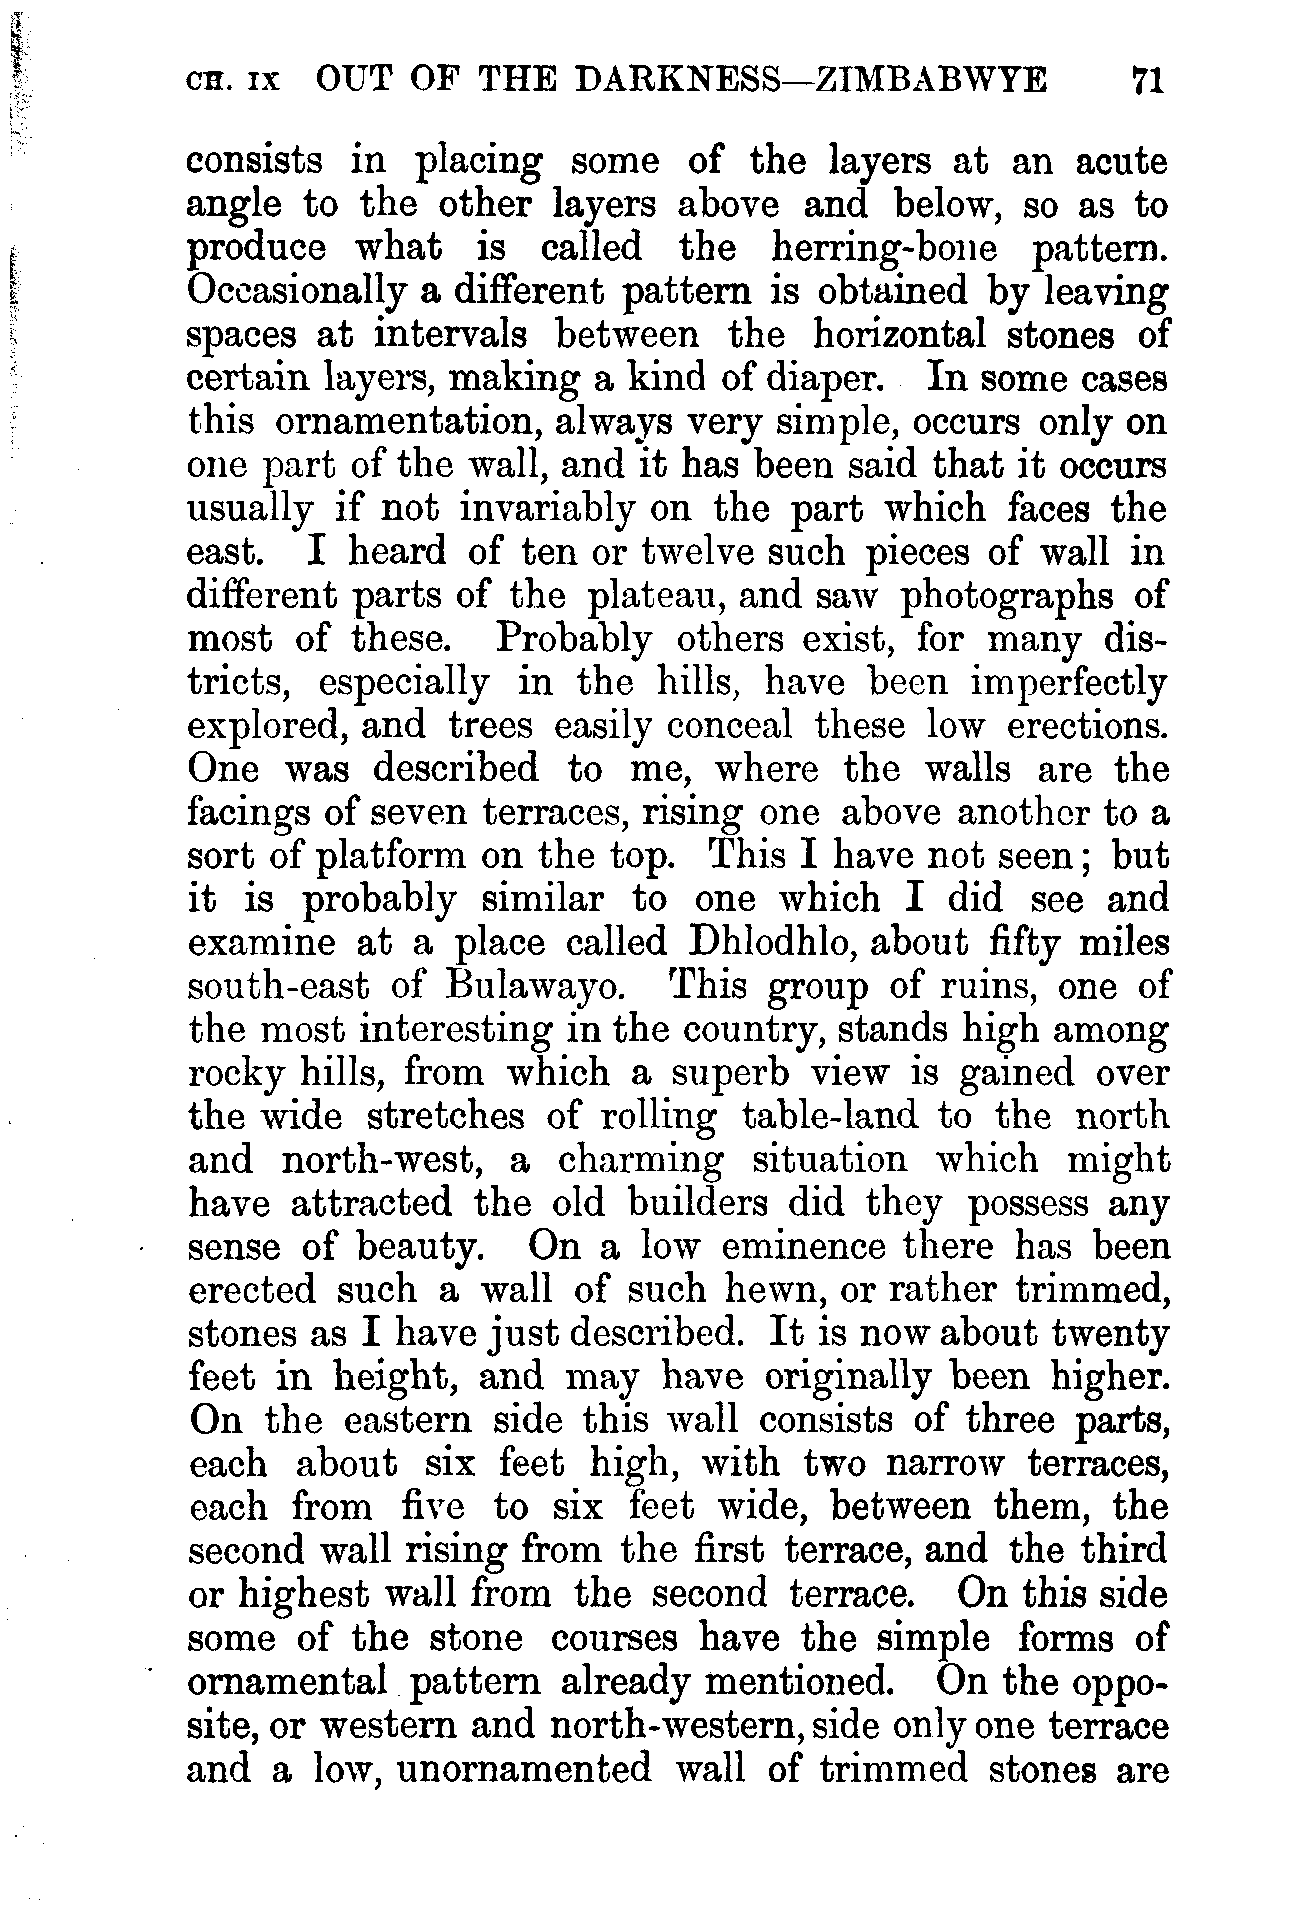 CH. IX OUT OF THE DARKNESS—ZIMBABWYE 71
consists in placing some of the layers at an acute
angle to the other layers above and below, so as to
produce what is called the herring-bone pattern.
Occasionally a different pattern is obtained by leaving
spaces at intervals between the horizontal stones of
certain layers, making a kind of diaper. In some cases
this ornamentation, always very simple, occurs only on
one part of the wall, and it has been said that it occurs
usually if not invariably on the part which faces the
east. I heard of ten or twelve such pieces of wall in
different parts of the plateau, and saw photographs of
most of these. Probably others exist, for many dis-
tricts, especially in the hills, have been imperfectly
explored, and trees easily conceal these low erections.
One was described to me, where the walls are the
facings of seven terraces, rising one above another to a
sort of platform on the top. This I have not seen; but
it is probably similar to one which I did see and
examine at a place called Dhlodhlo, about fifty miles
south-east of Bulawayo. This group of ruins, one of
the most interesting in the country, stands high among
rocky hills, from which a superb view is gained over
the wide stretches of rolling table-land to the north
and north-west, a charming situation which might
have attracted the old builders did they possess any
sense of beauty. On a low eminence there has been
erected such a wall of such hewn, or rather trimmed,
stones as I have just described. It is now about twenty
feet in height, and may have originally been higher.
On the eastern side this wall consists of three parts,
each about six feet high, with two narrow terraces,
each from five to six feet wide, between them, the
second wall rising from the first terrace, and the third
or highest wall from the second terrace. On this side
some of the stone courses have the simple forms of
ornamental pattern already mentioned. On the oppo-
site, or western and north-western, side only one terrace
and a low, unornamented wall of trimmed stones are